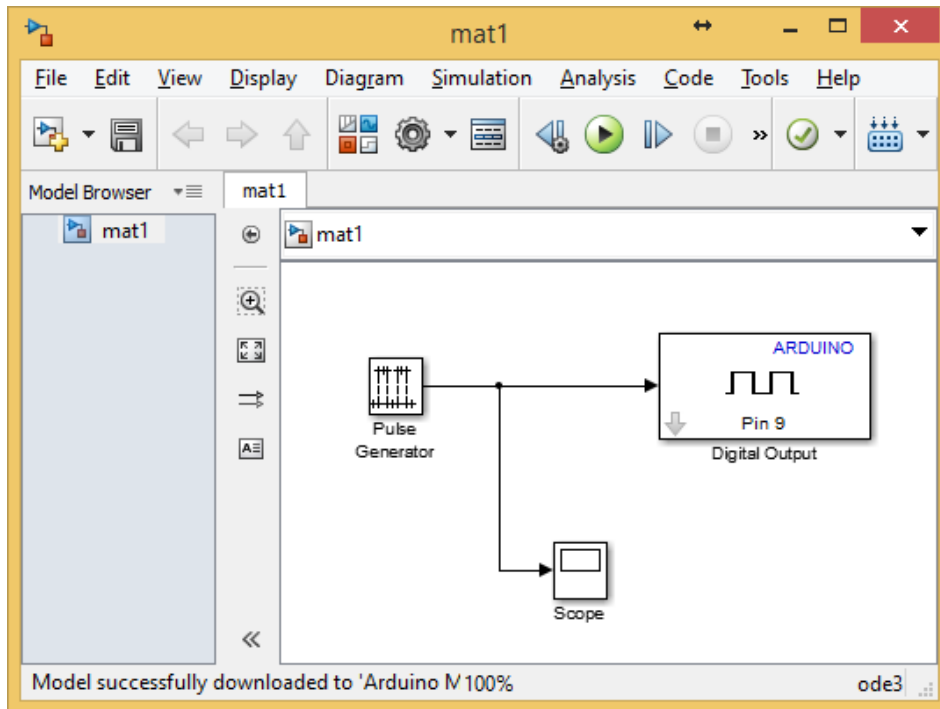 mat1
File Edit View Display Diagram Simulation Analysis Code Tools Help
»
Model Browser
mat1
mat1
mat1
A
ARDUINO
Pin 9
Digital Output
Pulse
Generator
Scope
«
Model successfully downloaded to 'Arduino M 100% ode3